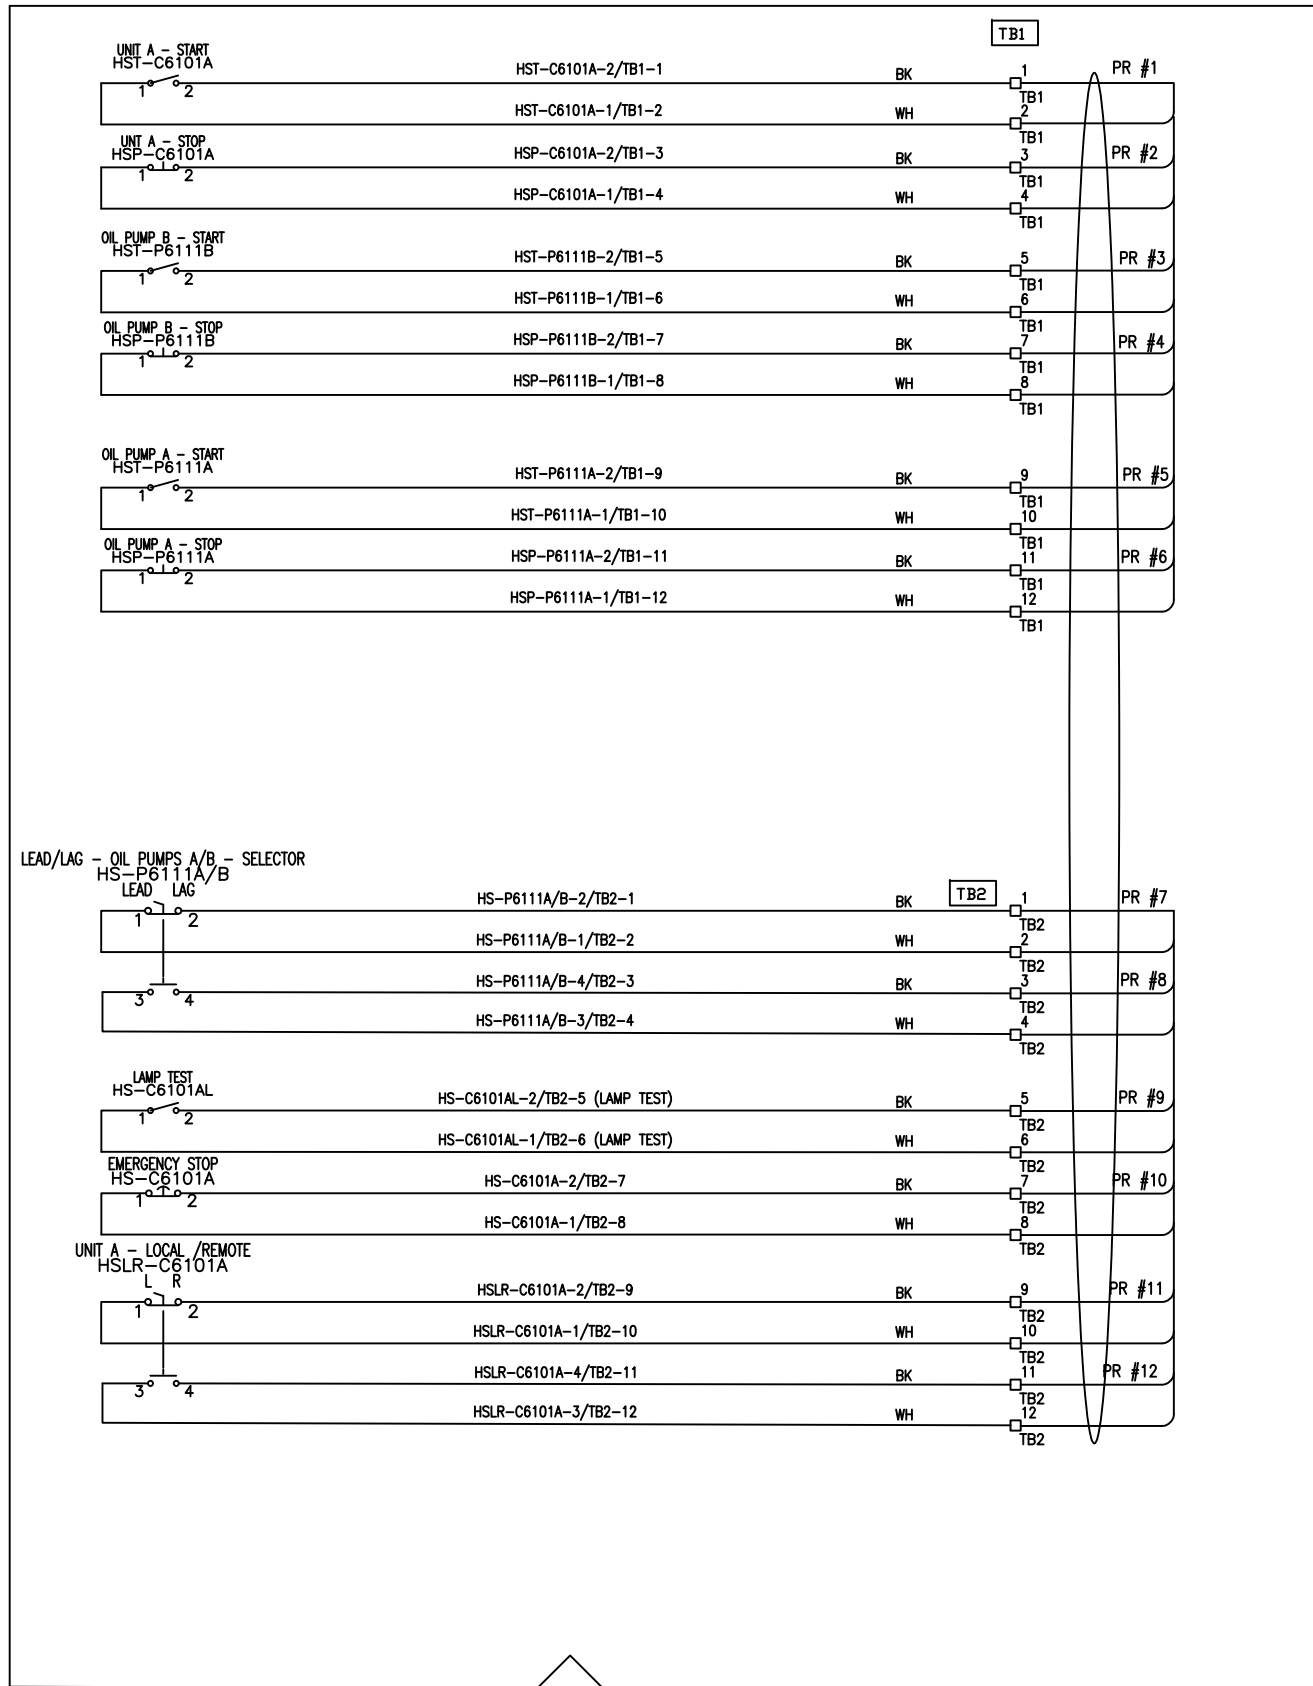 TB1
UNIT A - START
HST-C6101A
1 2
HST-C6101A-2/TB1-1
BK
1
PR #1
TB1
HST-C6101A-1/TB1-2
WH
2
TB1
UNT A - STOP
HSP-C6101A
1 2
HSP-C6101A-2/TB1-3
BK
3
PR #2
TB1
HSP-C6101A-1/TB1-4
WH
4
TB1
OIL PUMP B - START
HST-P6111B
1 2
HST-P6111B-2/TB1-5
BK
5
PR #3
TB1
HST-P6111B-1/TB1-6
WH
6
TB1
OIL PUMP B - STOP
HSP-P6111B
1 2
HSP-P6111B-2/TB1-7
BK
7
PR #4
TB1
HSP-P6111B-1/TB1-8
WH
8
TB1
OIL PUMP A - START
HST-P6111A
1 2
HST-P6111A-2/TB1-9
BK
9
PR #5
TB1
HST-P6111A-1/TB1-10
WH
10
TB1
OIL PUMP A - STOP
HSP-P6111A
1 2
HSP-P6111A-2/TB1-11
BK
11
PR #6
TB1
HSP-P6111A-1/TB1-12
WH
12
TB1
LEAD/LAG - OIL PUMPS A/B - SELECTOR
HS-P6111A/B
LEAD LAG
1 2
HS-P6111A/B-2/TB2-1
BK
TB2
1
PR #7
TB2
HS-P6111A/B-1/TB2-2
WH
2
TB2
3 4
HS-P6111A/B-4/TB2-3
BK
3
PR #8
TB2
HS-P6111A/B-3/TB2-4
WH
4
TB2
LAMP TEST
HS-C6101AL
1 2
HS-C6101AL-2/TB2-5 (LAMP TEST)
BK
5
PR #9
TB2
HS-C6101AL-1/TB2-6 (LAMP TEST)
WH
6
TB2
EMERGENCY STOP
HS-C6101A
1 2
HS-C6101A-2/TB2-7
BK
7
PR #10
TB2
HS-C6101A-1/TB2-8
WH
8
TB2
UNIT A - LOCAL /REMOTE
HSLR-C6101A
L R
1 2
HSLR-C6101A-2/TB2-9
BK
9
PR #11
TB2
HSLR-C6101A-1/TB2-10
WH
10
TB2
3 4
HSLR-C6101A-4/TB2-11
BK
11
PR #12
TB2
HSLR-C6101A-3/TB2-12
WH
12
TB2